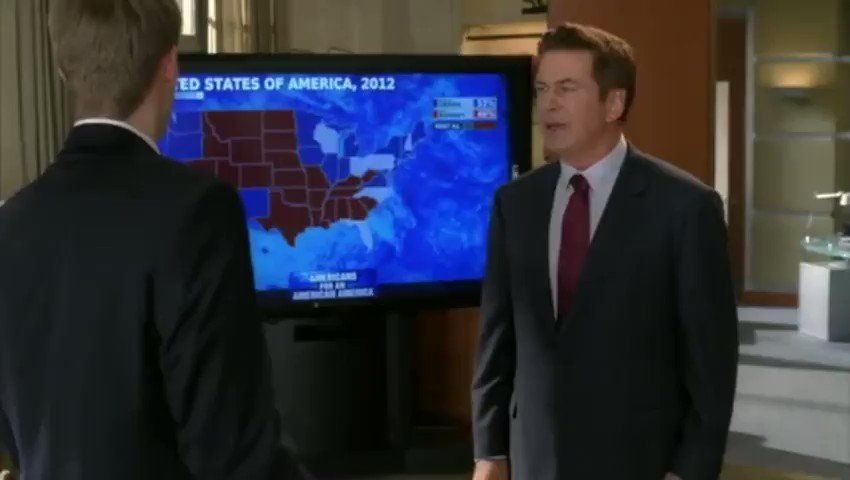 TED STATES OF AMERICA, 2012
AMERICANS
FOR AN
AMERICAN AMERICA